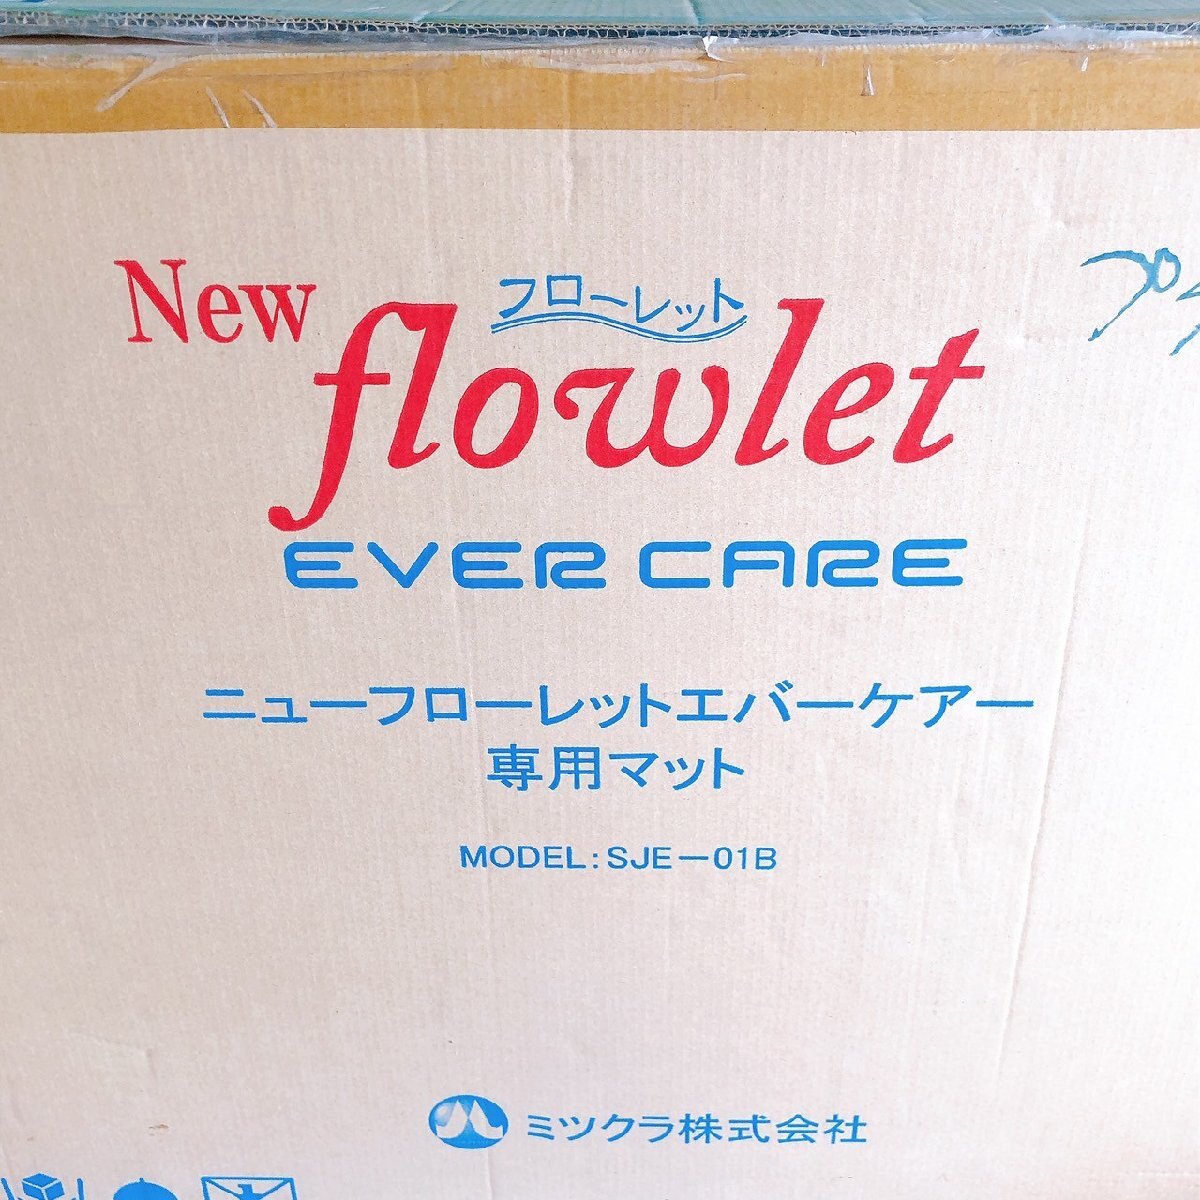 New フローレット
flowlet
EVER CARE
ニューフローレットエバーケアー
専用マット
MODEL:SJE-01B
ミツクラ株式会社